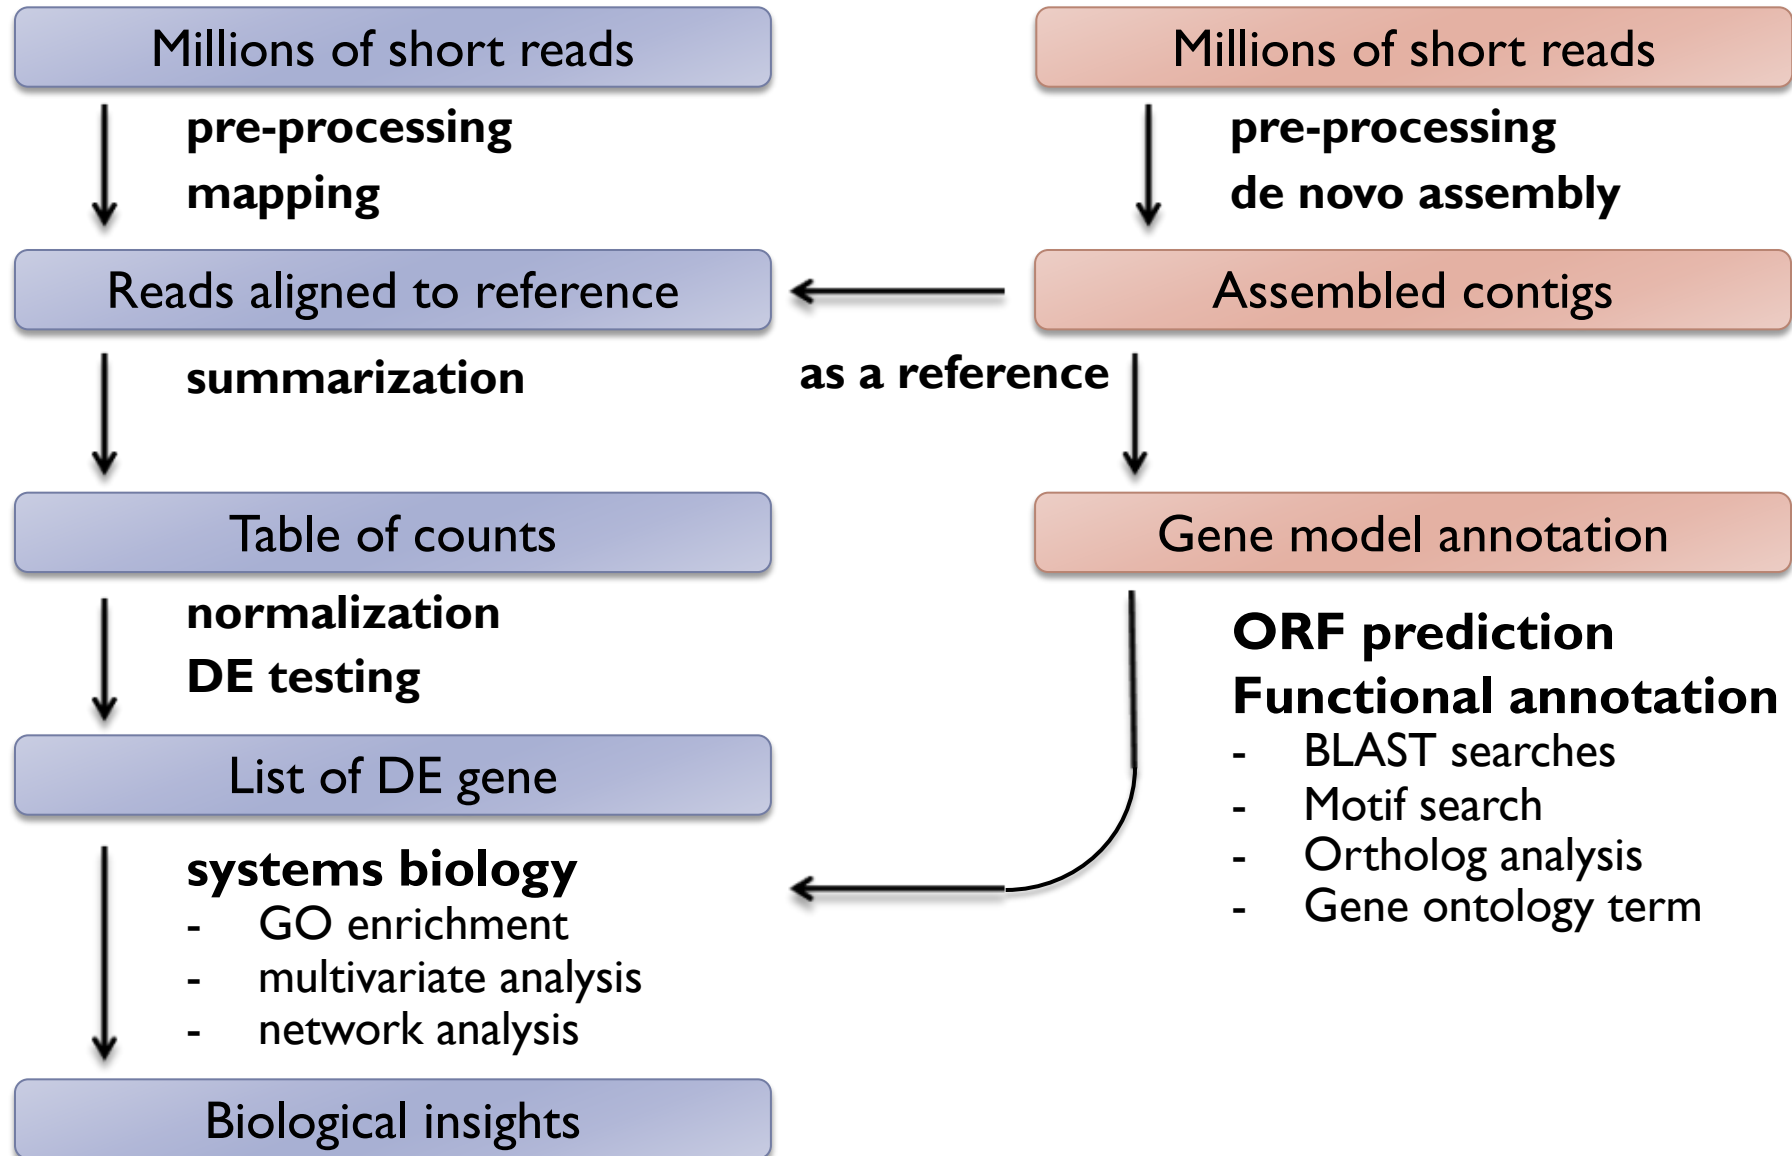 Millions of short reads
pre-processing
mapping
Reads aligned to reference
summarization
Table of counts
normalization
DE testing
List of DE gene
systems biology
- GO enrichment
- multivariate analysis
- network analysis
Biological insights
Millions of short reads
pre-processing
de novo assembly
Assembled contigs
as a reference
Gene model annotation
ORF prediction
Functional annotation
- BLAST searches
- Motif search
- Ortholog analysis
- Gene ontology term